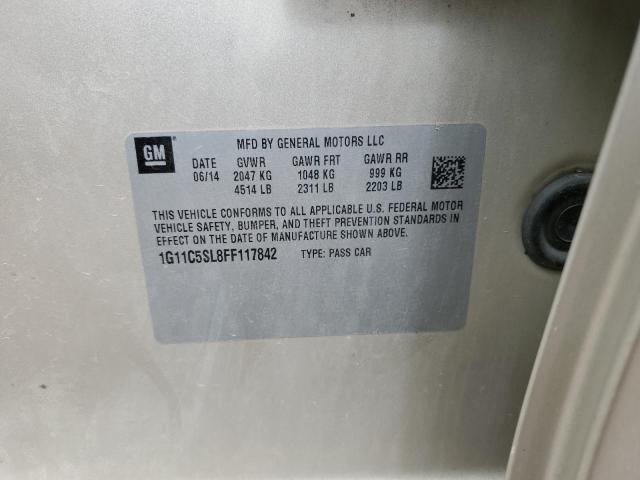 GM
MFD BY GENERAL MOTORS LLC
DATE GVWR GAWR FRT GAWR RR
06/14 2047 KG 1048 KG 999 KG
4514 LB 2311 LB 2203 LB
THIS VEHICLE CONFORMS TO ALL APPLICABLE U.S. FEDERAL MOTOR
VEHICLE SAFETY, BUMPER, AND THEFT PREVENTION STANDARDS IN
EFFECT ON THE DATE OF MANUFACTURE SHOWN ABOVE.
1G11C5SL8FF117842 TYPE: PASS CAR